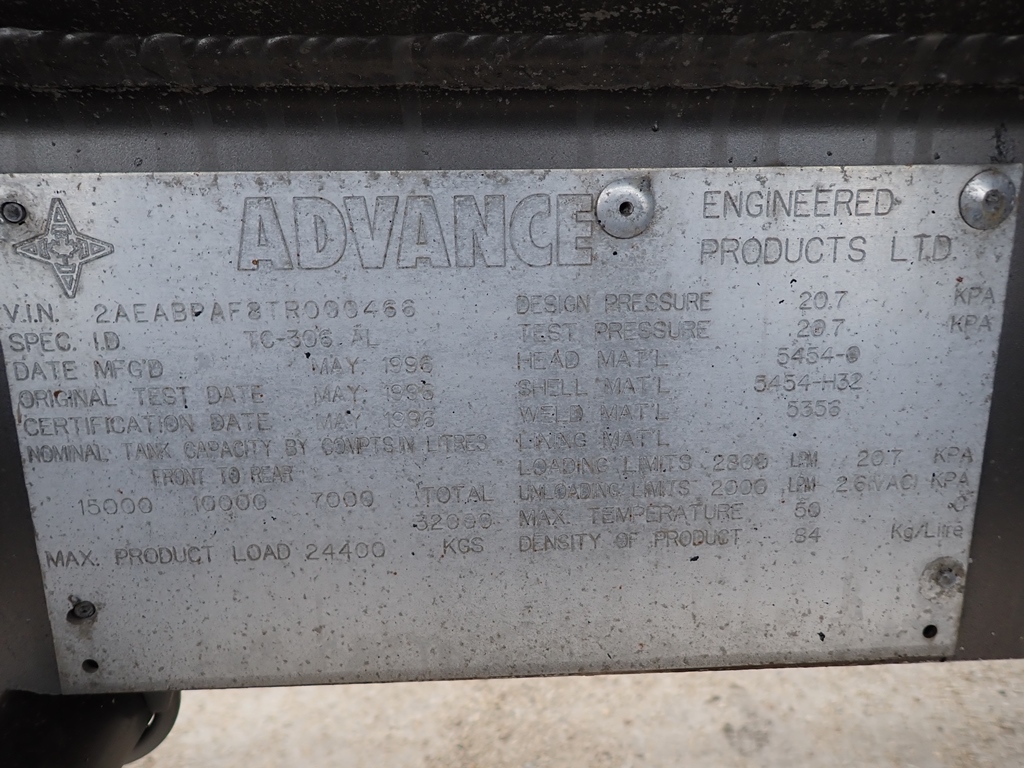 ADVANCE ENGINEERED
PRODUCTS LTD.
V.I.N. 2AEABPAF8TR000466
SPEC. I.D. TC-306 AL
DATE MFG'D MAY 1996
ORIGINAL TEST DATE MAY 1996
CERTIFICATION DATE MAY 1996
NOMINAL TANK CAPACITY BY COMPTS IN LITRES
FRONT TO REAR
15000 10000 7000 TOTAL
32000
MAX. PRODUCT LOAD 24400 KGS
DESIGN PRESSURE 20.7 KPA
TEST PRESSURE 20.7 KPA
HEAD MAT'L 5454-0
SHELL MAT'L 5454-H32
WELD MAT'L 5356
LINING MAT'L
LOADING LIMITS LPM 20.7 KPA
UNLOADING LIMITS 2000 LPM KPA
MAX. TEMPERATURE 50
DENSITY OF PRODUCT 84 Kg/Litre